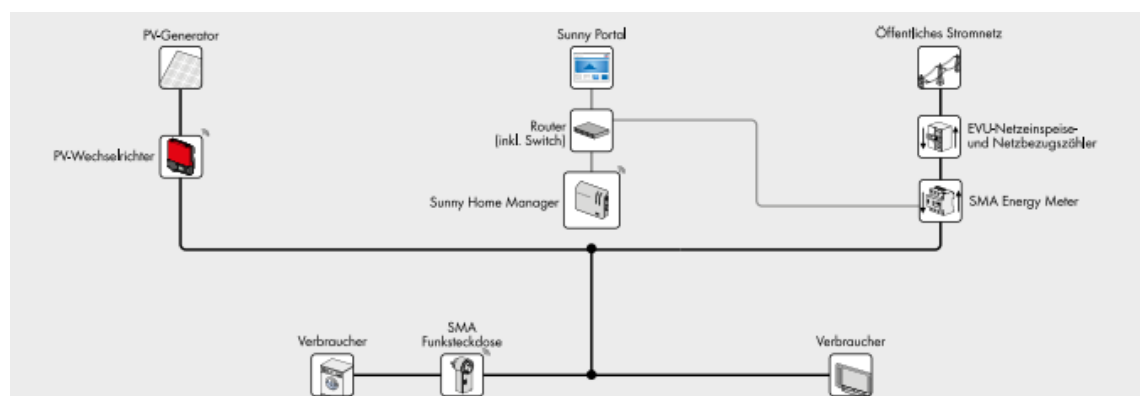 PV-Generator
Sunny Portal
Öffentliches Stromnetz
Router
(inkl. Switch)
EVU-Netzeinspeise-
und Netzbezugszähler
PV-Wechselrichter
Sunny Home Manager
SMA Energy Meter
Verbraucher
SMA
Funksteckdose
Verbraucher